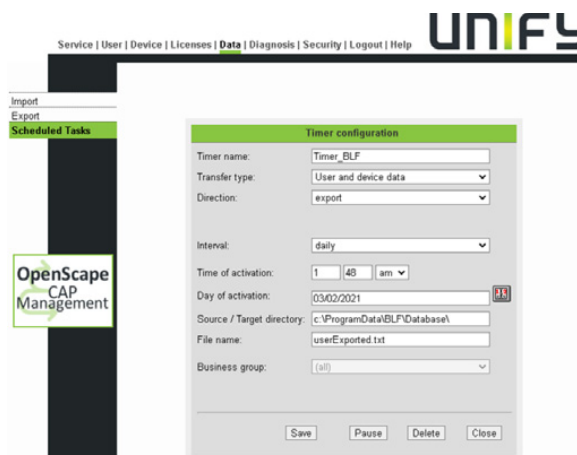 UNIFY
Service | User | Device | Licenses | Data | Diagnosis | Security | Logout | Help
Import
Export
Scheduled Tasks
Timer configuration
Timer name: Timer_BLF
Transfer type: User and device data
Direction: export
Interval: daily
Time of activation: 1 48 am
Day of activation: 03/02/2021
Source / Target directory: c:\ProgramData\BLF\Database\
File name: userExported.txt
Business group: (all)
OpenScape
CAP
Management
Save Pause Delete Close